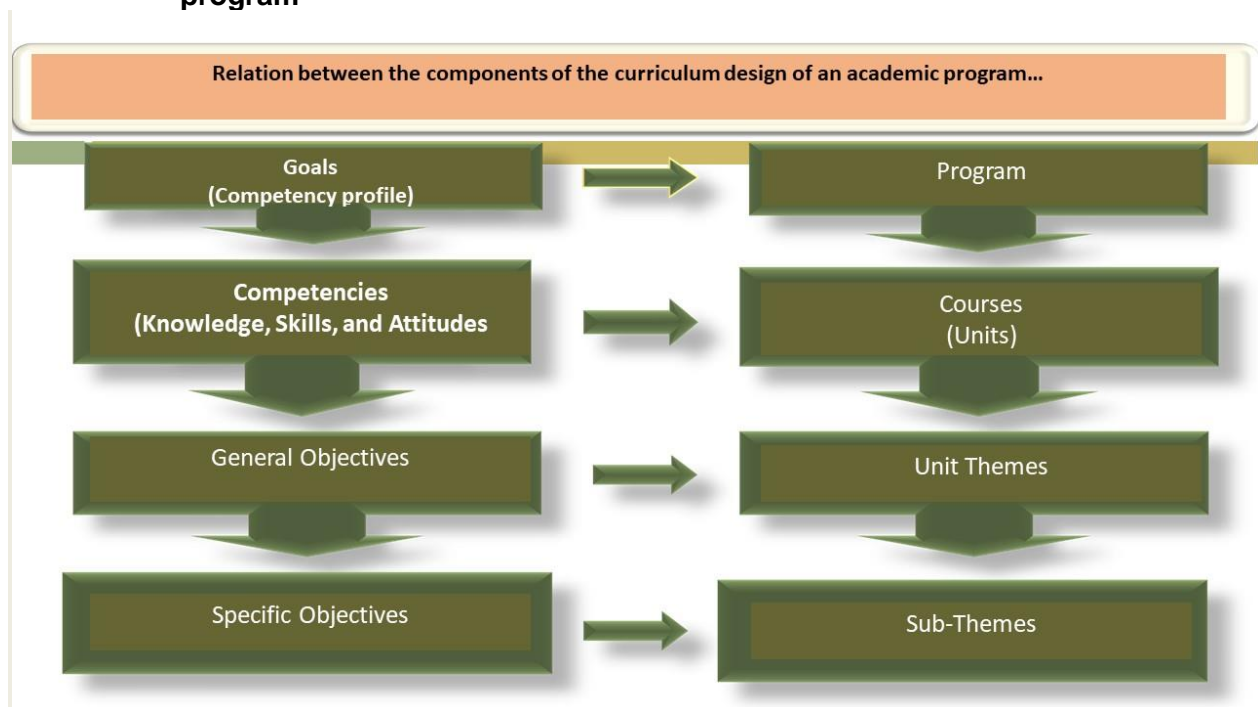 program
Relation between the components of the curriculum design of an academic program...
Goals
(Competency profile)
Program
Competencies
(Knowledge, Skills, and Attitudes
Courses
(Units)
General Objectives
Unit Themes
Specific Objectives
Sub-Themes